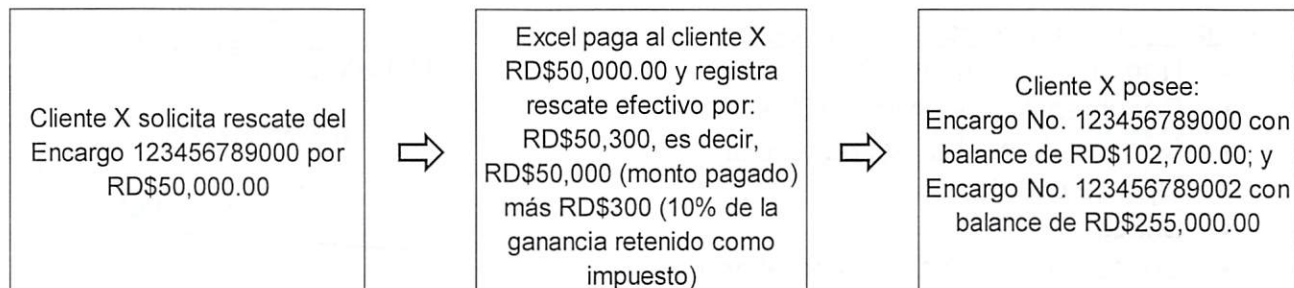 Cliente X solicita rescate del
Encargo 123456789000 por
RD$50,000.00
Excel paga al cliente X
RD$50,000.00 y registra
rescate efectivo por:
RD$50,300, es decir,
RD$50,000 (monto pagado)
más RD$300 (10% de la
ganancia retenido como
impuesto)
Cliente X posee:
Encargo No. 123456789000 con
balance de RD$102,700.00; y
Encargo No. 123456789002 con
balance de RD$255,000.00